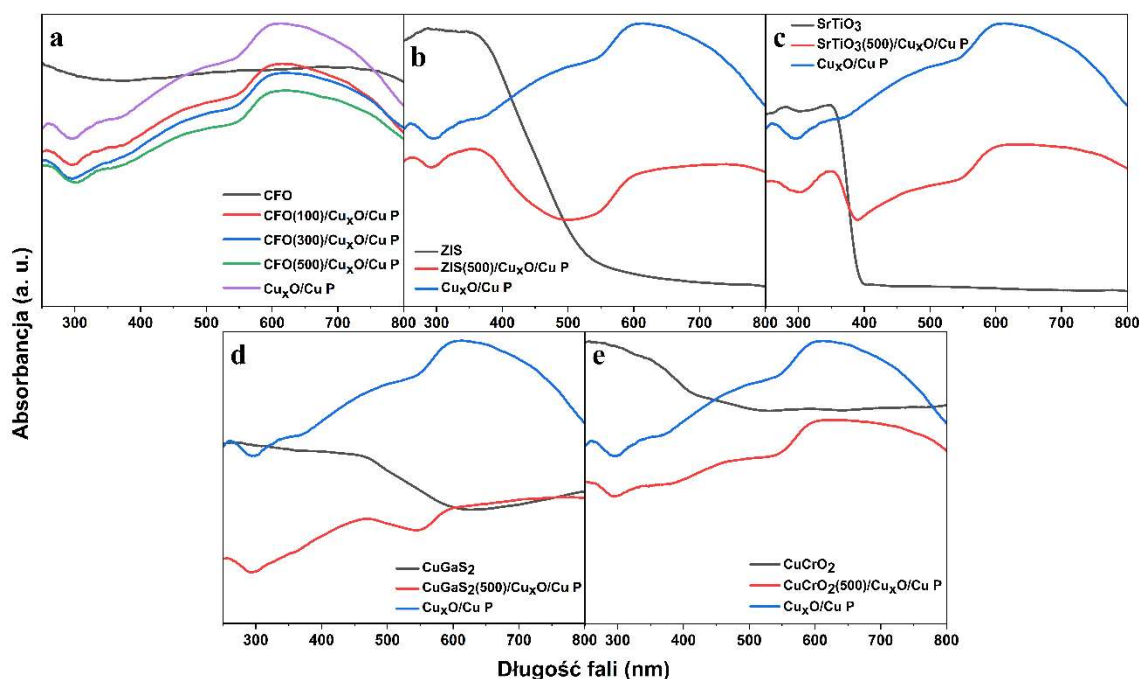 a
CFO
CFO(100)/CuₓO/Cu P
CFO(300)/CuₓO/Cu P
CFO(500)/CuₓO/Cu P
CuₓO/Cu P
300 400 500 600 700 800
b
ZIS
ZIS(500)/CuₓO/Cu P
CuₓO/Cu P
300 400 500 600 700 800
c
SrTiO₃
SrTiO₃(500)/CuₓO/Cu P
CuₓO/Cu P
300 400 500 600 700 800
Absorbancja (a. u.)
d
CuGaS₂
CuGaS₂(500)/CuₓO/Cu P
CuₓO/Cu P
300 400 500 600 700 800
e
CuCrO₂
CuCrO₂(500)/CuₓO/Cu P
CuₓO/Cu P
300 400 500 600 700 800
Długość fali (nm)